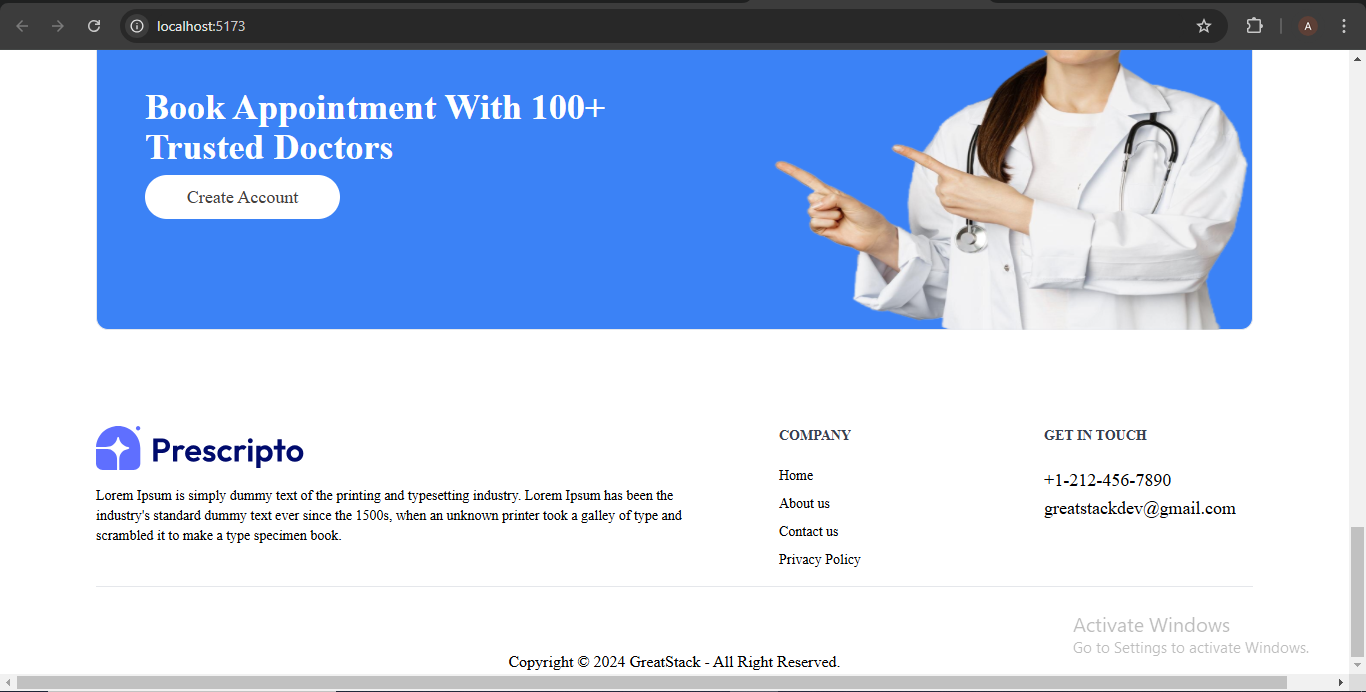 localhost:5173
A
Book Appointment With 100+
Trusted Doctors
Create Account
Prescripto
Lorem Ipsum is simply dummy text of the printing and typesetting industry. Lorem Ipsum has been the
industry's standard dummy text ever since the 1500s, when an unknown printer took a galley of type and
scrambled it to make a type specimen book.
COMPANY
Home
About us
Contact us
Privacy Policy
GET IN TOUCH
+1-212-456-7890
greatstackdev@gmail.com
Activate Windows
Go to Settings to activate Windows.
Copyright © 2024 GreatStack - All Right Reserved.